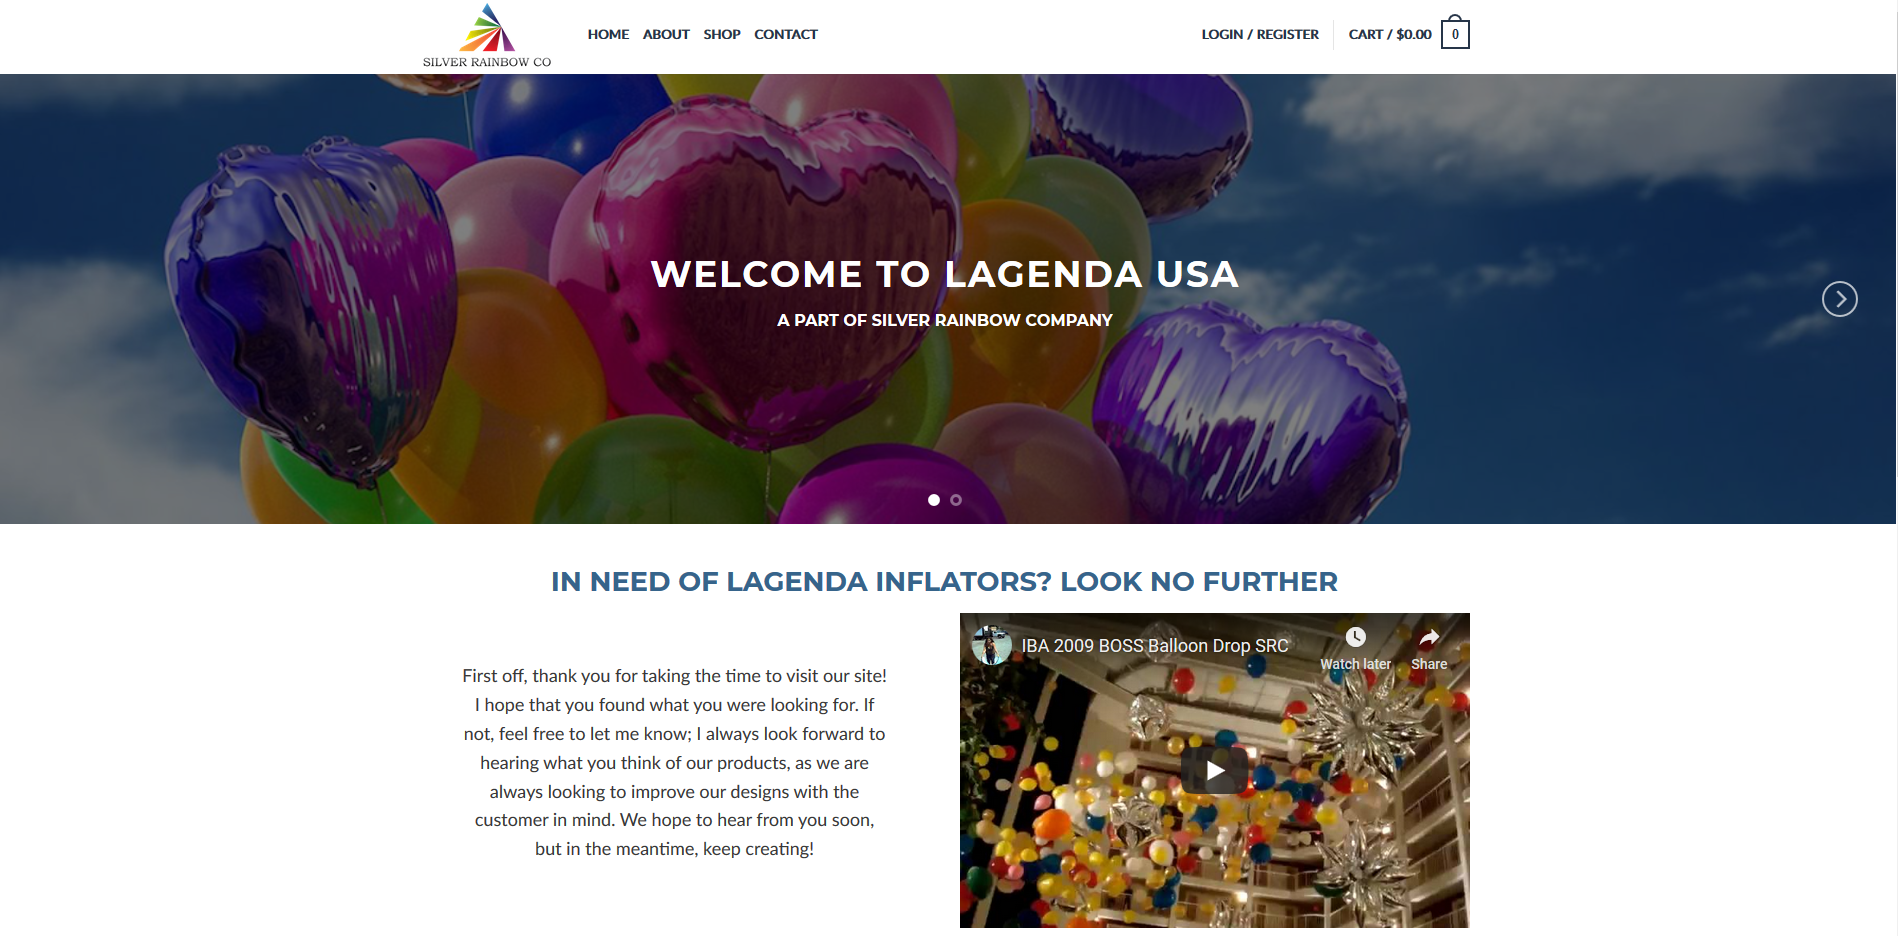 SILVER RAINBOW CO
HOME ABOUT SHOP CONTACT
LOGIN / REGISTER
CART / $0.00
0
WELCOME TO LAGENDA USA
A PART OF SILVER RAINBOW COMPANY
IN NEED OF LAGENDA INFLATORS? LOOK NO FURTHER
First off, thank you for taking the time to visit our site!
I hope that you found what you were looking for. If
not, feel free to let me know; I always look forward to
hearing what you think of our products, as we are
always looking to improve our designs with the
customer in mind. We hope to hear from you soon,
but in the meantime, keep creating!
IBA 2009 BOSS Balloon Drop SRC
Watch later
Share